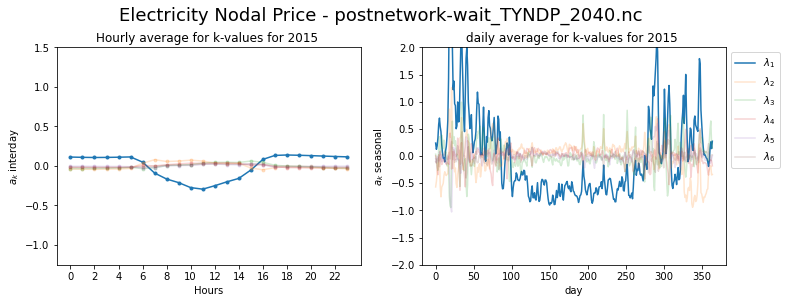 Electricity Nodal Price - postnetwork-wait_TYNDP_2040.nc
Hourly average for k-values for 2015
1.5
1.0
0.5
0.0
−0.5
−1.0
a_k interday
0 2 4 6 8 10 12 14 16 18 20 22
Hours
daily average for k-values for 2015
2.0
1.5
1.0
0.5
0.0
−0.5
−1.0
−1.5
−2.0
a_k seasonal
0 50 100 150 200 250 300 350
day
λ₁
λ₂
λ₃
λ₄
λ₅
λ₆